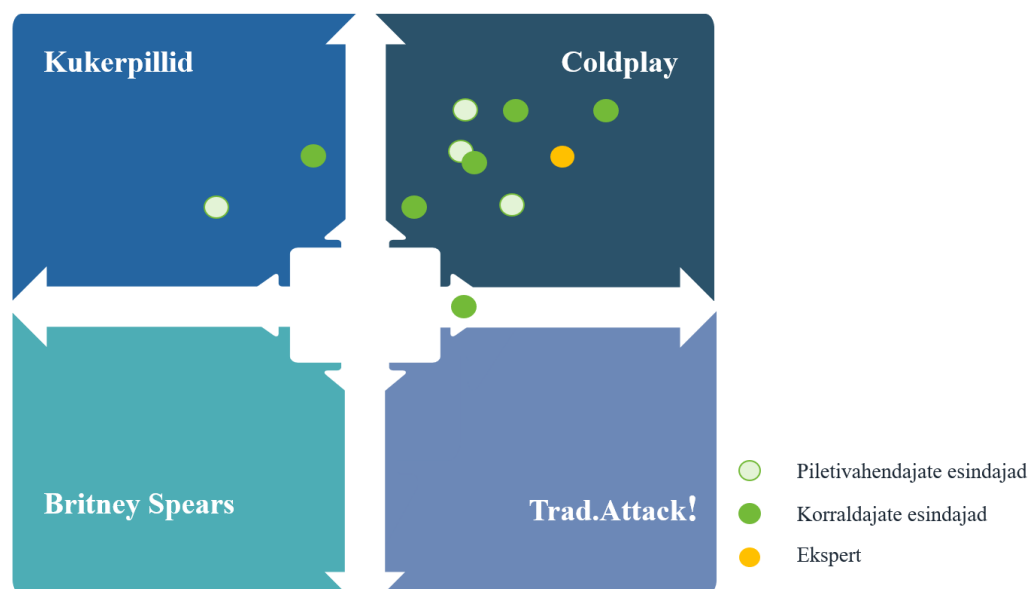 Kukerpillid
Coldplay
Britney Spears
Trad.Attack!
Piletivahendajate esindajad
Korraldajate esindajad
Ekspert